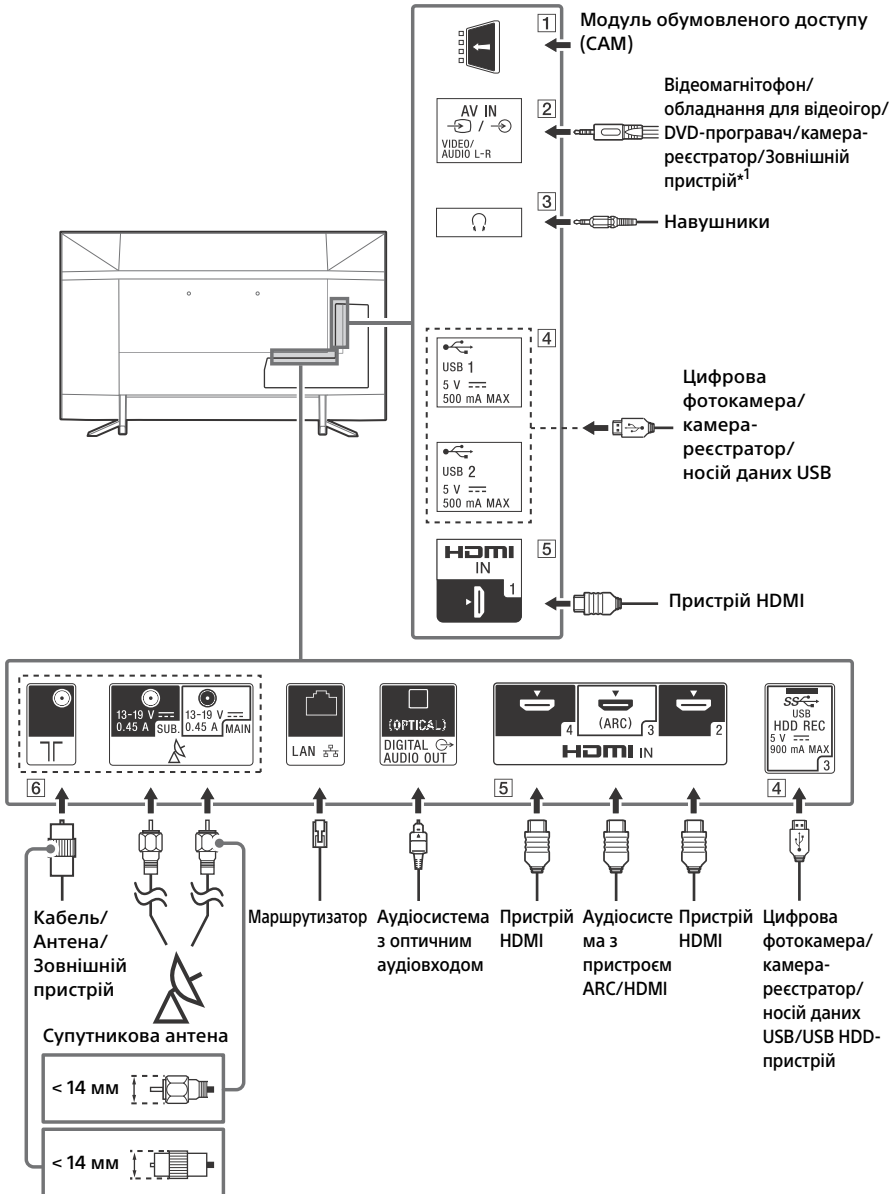 1
Модуль обумовленого доступу
(CAM)
2
AV IN
VIDEO/
AUDIO L-R
Відеомагнітофон/
обладнання для відеоігор/
DVD-програвач/камера-
реєстратор/Зовнішній
пристрій*1
3
Навушники
4
USB 1
5 V
500 mA MAX
USB 2
5 V
500 mA MAX
Цифрова
фотокамера/
камера-
реєстратор/
носій даних USB
5
HDMI
IN
1
Пристрій HDMI
13-19 V
0.45 A
SUB.
13-19 V
0.45 A
MAIN
LAN
(OPTICAL)
DIGITAL
AUDIO OUT
4
(ARC)
3
2
HDMI IN
SS
USB
HDD REC
5 V
900 mA MAX
3
6
5
4
Кабель/
Антена/
Зовнішній
пристрій
Супутникова антена
Маршрутизатор
Аудіосистема
з оптичним
аудіовходом
Пристрій
HDMI
Аудіосисте
ма з
пристроєм
ARC/HDMI
Пристрій
HDMI
Цифрова
фотокамера/
камера-
реєстратор/
носій даних
USB/USB HDD-
пристрій
< 14 мм
< 14 мм